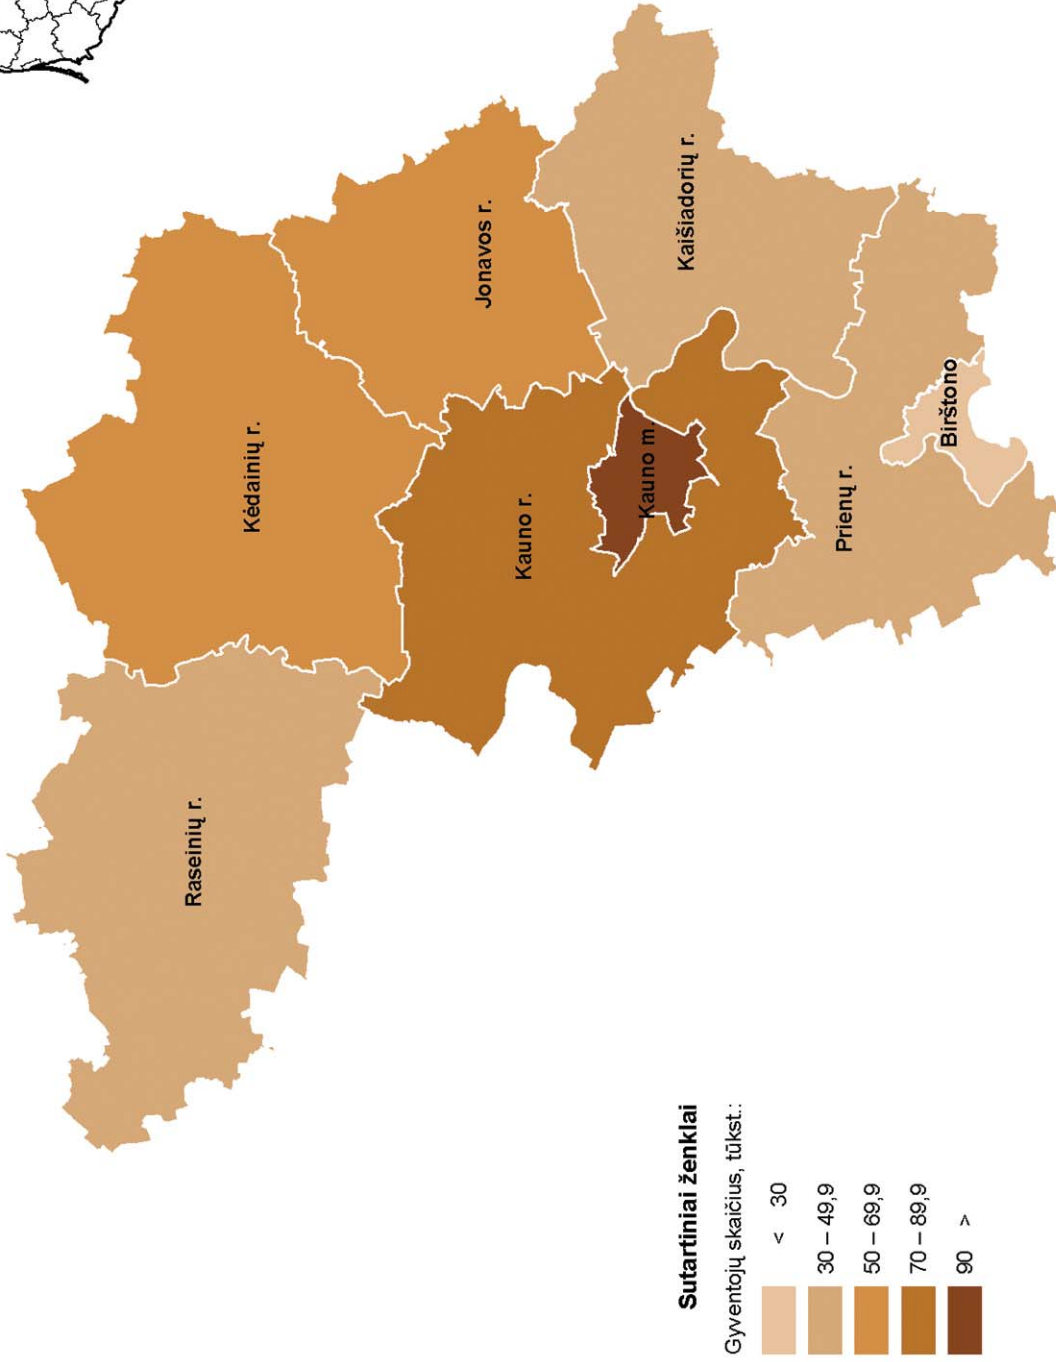 Raseinių r.
Kėdainių r.
Jonavos r.
Kauno r.
Kauno m.
Kaišiadorių r.
Prienų r.
Birštono
Sutartiniai ženklai
Gyventojų skaičius, tūkst.:
< 30
30 – 49,9
50 – 69,9
70 – 89,9
90 >